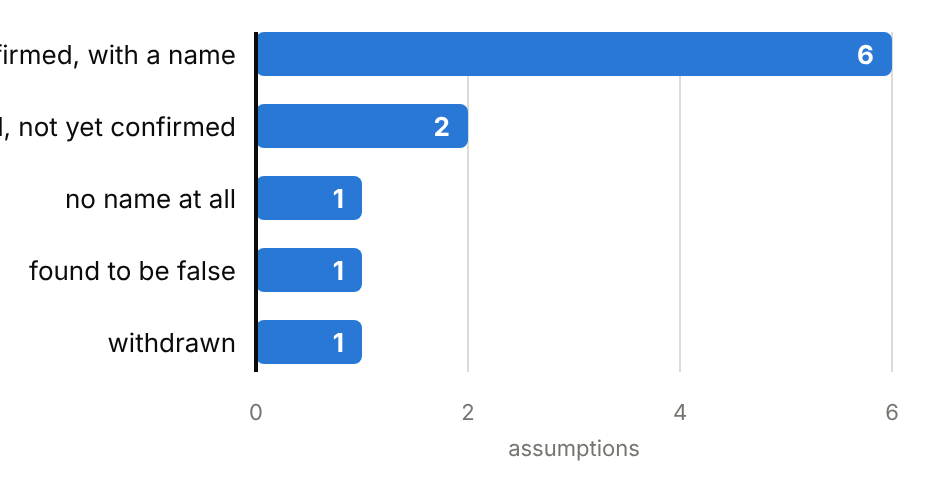 firmed, with a name
6
, not yet confirmed
2
no name at all
1
found to be false
1
withdrawn
1
0 2 4 6
assumptions